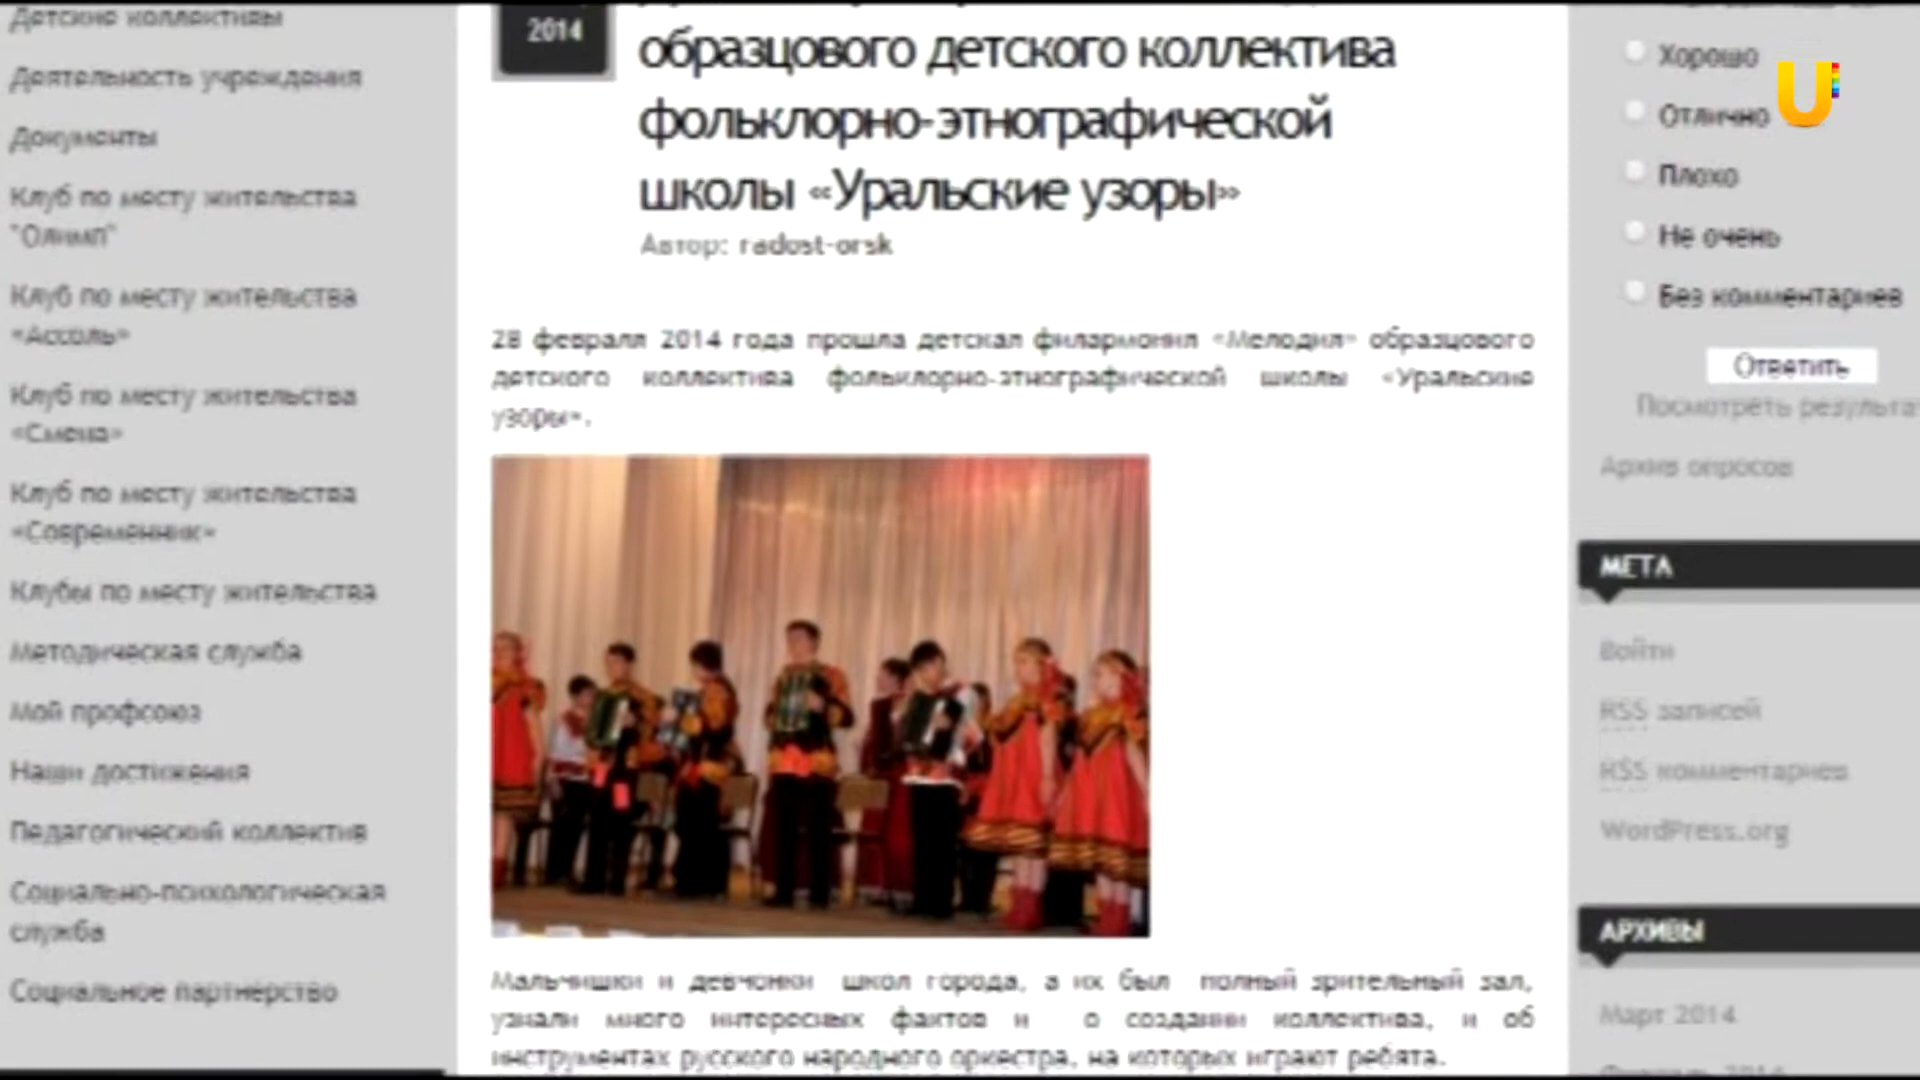 Детские коллективы
Деятельность учреждения
Документы
Клуб по месту жительства
"Олимп"
Клуб по месту жительства
«Ассоль»
Клуб по месту жительства
«Смена»
Клуб по месту жительства
«Современник»
Клубы по месту жительства
Методическая служба
Мой профсоюз
Наши достижения
Педагогический коллектив
Социально-психологическая
служба
Социальное партнёрство
2014
образцового детского коллектива
фольклорно-этнографической
школы «Уральские узоры»
Автор: radost-orsk
28 февраля 2014 года прошла детская филармония «Мелодия» образцового
детского коллектива фольклорно-этнографической школы «Уральские
узоры».
Мальчишки и девчонки школ города, а их был полный зрительный зал,
узнали много интересных фактов и о создании коллектива, и об
инструментах русского народного оркестра, на которых играют ребята.
Хорошо
Отлично
Плохо
Не очень
Без комментариев
Ответить
Посмотреть результат
Архив опросов
META
Войти
RSS записей
RSS комментариев
WordPress.org
АРХИВЫ
Март 2014
U